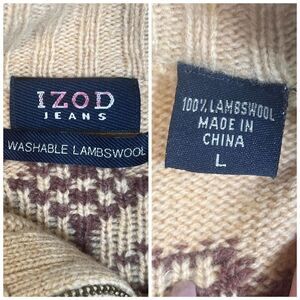 IZOD
JEANS
WASHABLE LAMBSWOOL
100% LAMBSWOOL
MADE IN
CHINA
L